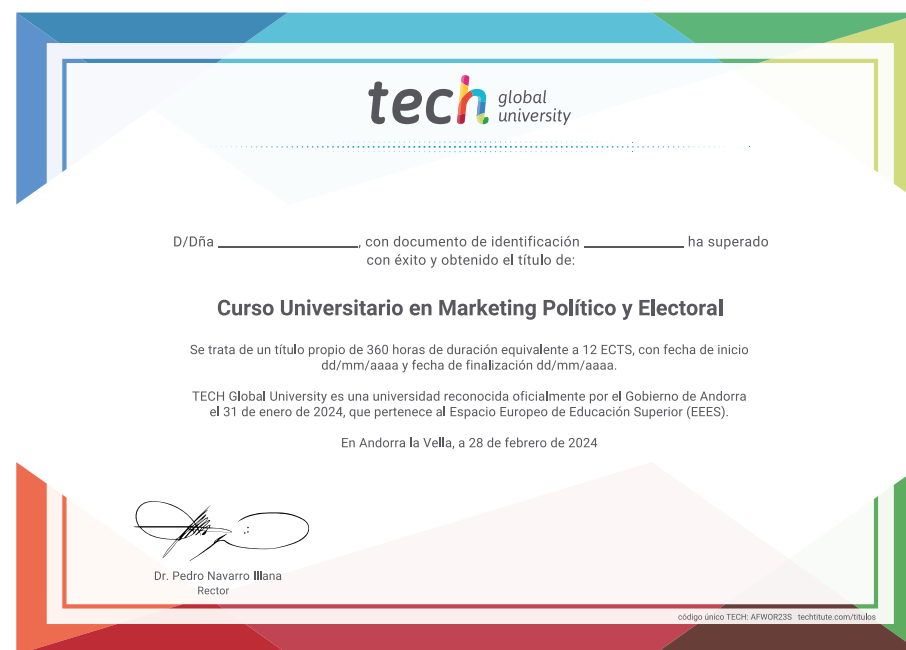 tech global
university
D/Dña ____________________, con documento de identificación ______________ ha superado
con éxito y obtenido el título de:
Curso Universitario en Marketing Político y Electoral
Se trata de un título propio de 360 horas de duración equivalente a 12 ECTS, con fecha de inicio
dd/mm/aaaa y fecha de finalización dd/mm/aaaa.
TECH Global University es una universidad reconocida oficialmente por el Gobierno de Andorra
el 31 de enero de 2024, que pertenece al Espacio Europeo de Educación Superior (EEES).
En Andorra la Vella, a 28 de febrero de 2024
Dr. Pedro Navarro Illana
Rector
código único TECH: AFWOR23S techtitute.com/titulos